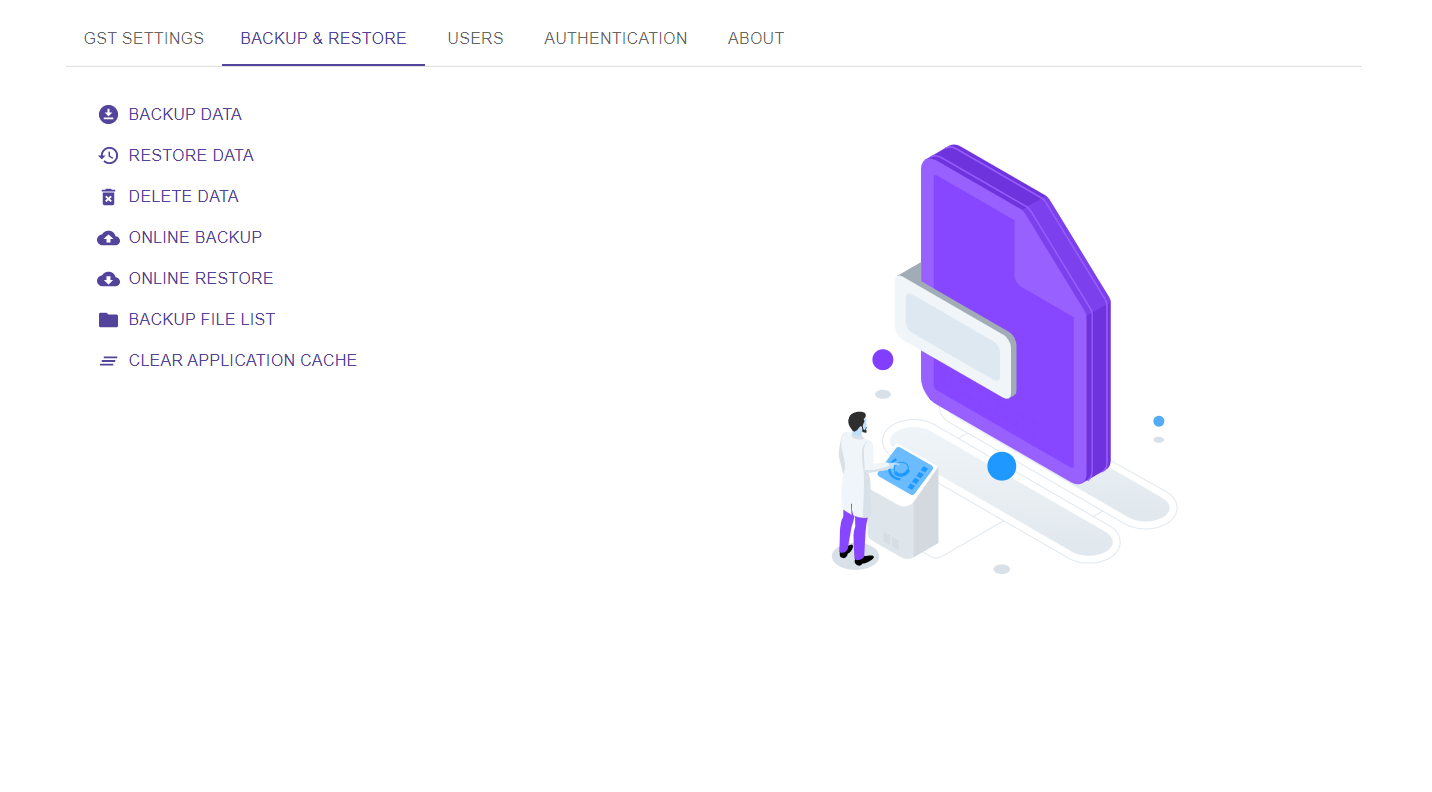 GST SETTINGS BACKUP & RESTORE USERS AUTHENTICATION ABOUT
BACKUP DATA
RESTORE DATA
DELETE DATA
ONLINE BACKUP
ONLINE RESTORE
BACKUP FILE LIST
CLEAR APPLICATION CACHE